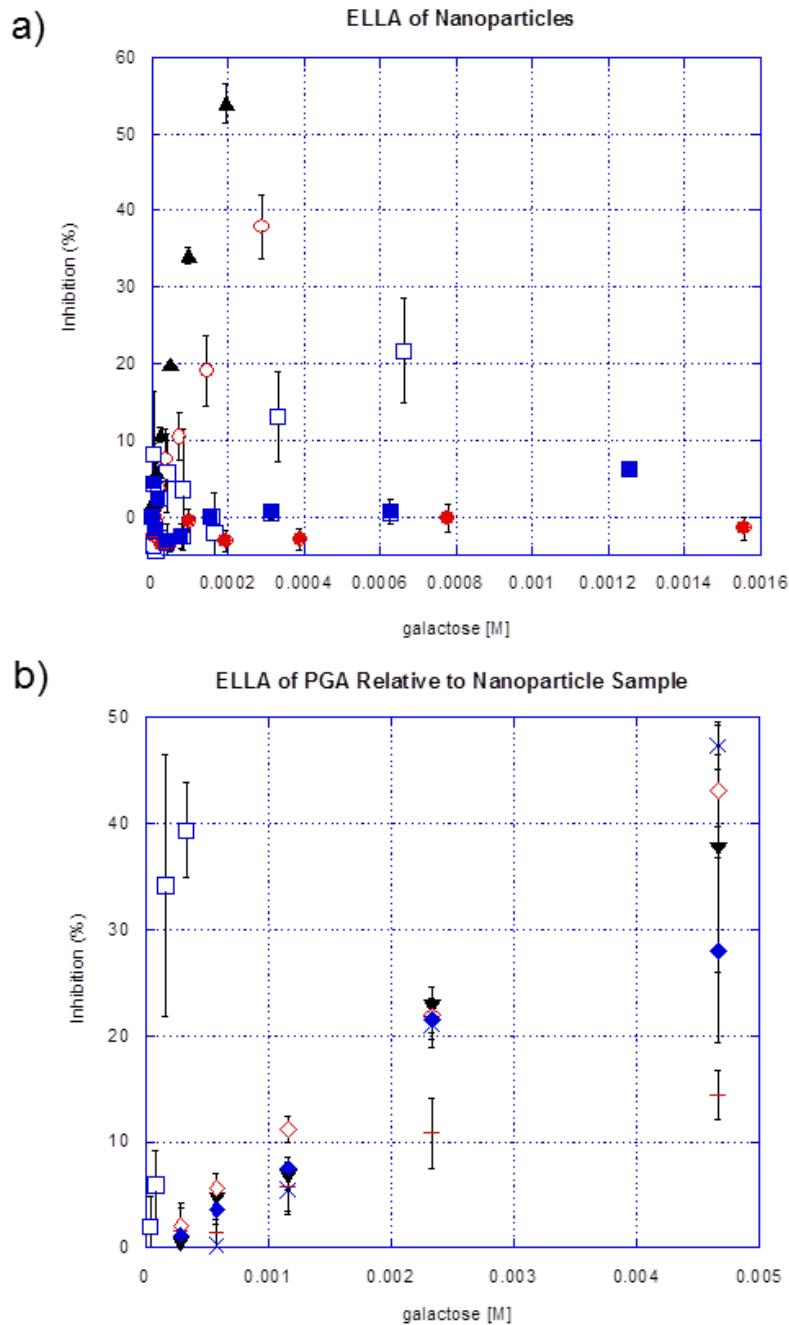 a)
ELLA of Nanoparticles
60
50
40
30
20
10
0
Inhibition (%)
0 0.0002 0.0004 0.0006 0.0008 0.001 0.0012 0.0014 0.0016
galactose [M]
b)
ELLA of PGA Relative to Nanoparticle Sample
50
40
30
20
10
0
Inhibition (%)
0 0.001 0.002 0.003 0.004 0.005
galactose [M]